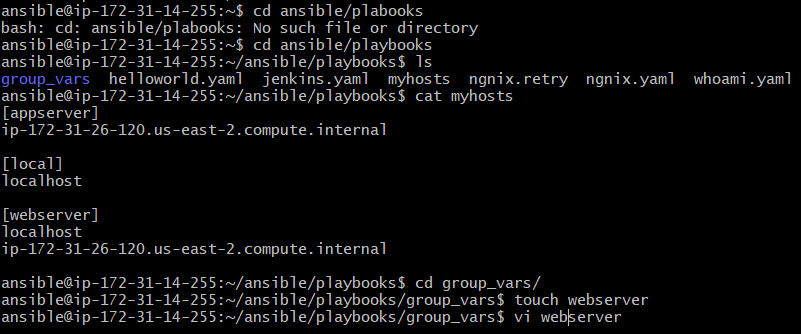 ansible@ip-172-31-14-255:~$ cd ansible/plabooks
bash: cd: ansible/plabooks: No such file or directory
ansible@ip-172-31-14-255:~$ cd ansible/playbooks
ansible@ip-172-31-14-255:~/ansible/playbooks$ ls
group_vars  helloworld.yaml  jenkins.yaml  myhosts  ngnix.retry  ngnix.yaml  whoami.yaml
ansible@ip-172-31-14-255:~/ansible/playbooks$ cat myhosts
[appserver]
ip-172-31-26-120.us-east-2.compute.internal

[local]
localhost

[webserver]
localhost
ip-172-31-26-120.us-east-2.compute.internal

ansible@ip-172-31-14-255:~/ansible/playbooks$ cd group_vars/
ansible@ip-172-31-14-255:~/ansible/playbooks/group_vars$ touch webserver
ansible@ip-172-31-14-255:~/ansible/playbooks/group_vars$ vi webserver